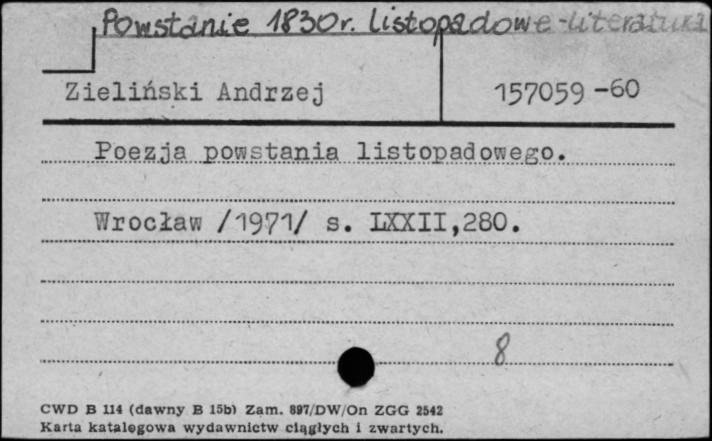 Powstanie 1830r. listopadowe-literatura
Zieliński Andrzej
157059-60
Poezja powstania listopadowego.
Wrocław /1971/ s. LXXII,280.
8
CWD B 114 (dawny B 15b) Zam. 897/DW/On ZGG 2542
Karta katalogowa wydawnictw ciągłych i zwartych.